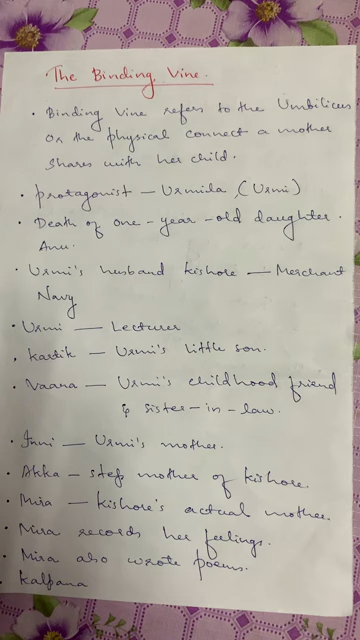 The Binding Vine.
• Binding Vine refers to the Umbilicus
Or the physical connect a mother
shares with her child.
• protagonist — Urmila (Urmi)
• Death of one-year-old daughter.
Anu.
• Urmi's husband kishore — Merchant
Navy
• Urmi — Lecturer
• Kartik — Urmi's little son.
• Vaana — Urmi's childhood friend
& sister-in-law.
• Inni — Urmi's mother.
• Akka — step mother of kishore.
• Mira — kishore's actual mother.
• Mira records her feelings.
• Mira also wrote poems.
• Kalpana